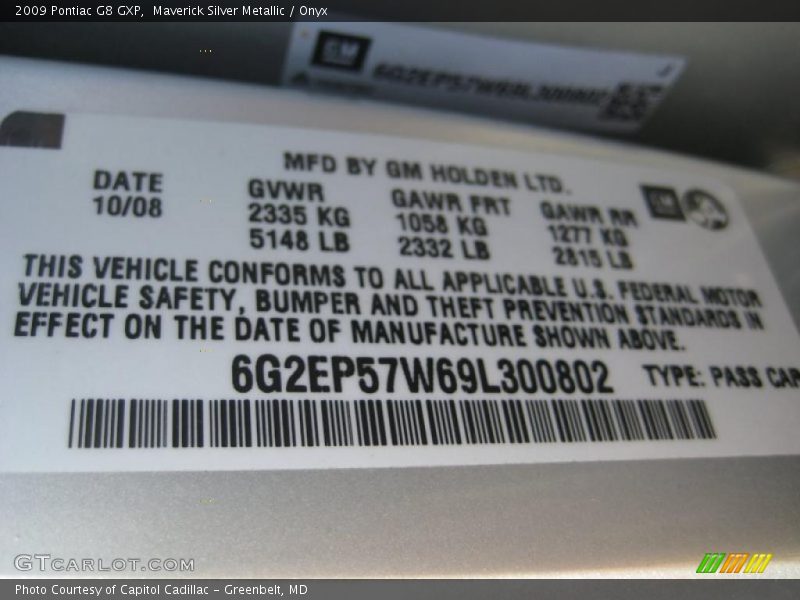 2009 Pontiac G8 GXP, Maverick Silver Metallic / Onyx
GM
6G2EP57W69L300802
MFD BY GM HOLDEN LTD.
DATE
10/08
GVWR
2335 KG
5148 LB
GAWR FRT
1058 KG
2332 LB
GAWR RR
1277 KG
2815 LB
GM
THIS VEHICLE CONFORMS TO ALL APPLICABLE U.S. FEDERAL MOTOR
VEHICLE SAFETY, BUMPER AND THEFT PREVENTION STANDARDS IN
EFFECT ON THE DATE OF MANUFACTURE SHOWN ABOVE.
6G2EP57W69L300802 TYPE: PASS CAR
GTCARLOT.COM
Photo Courtesy of Capitol Cadillac - Greenbelt, MD